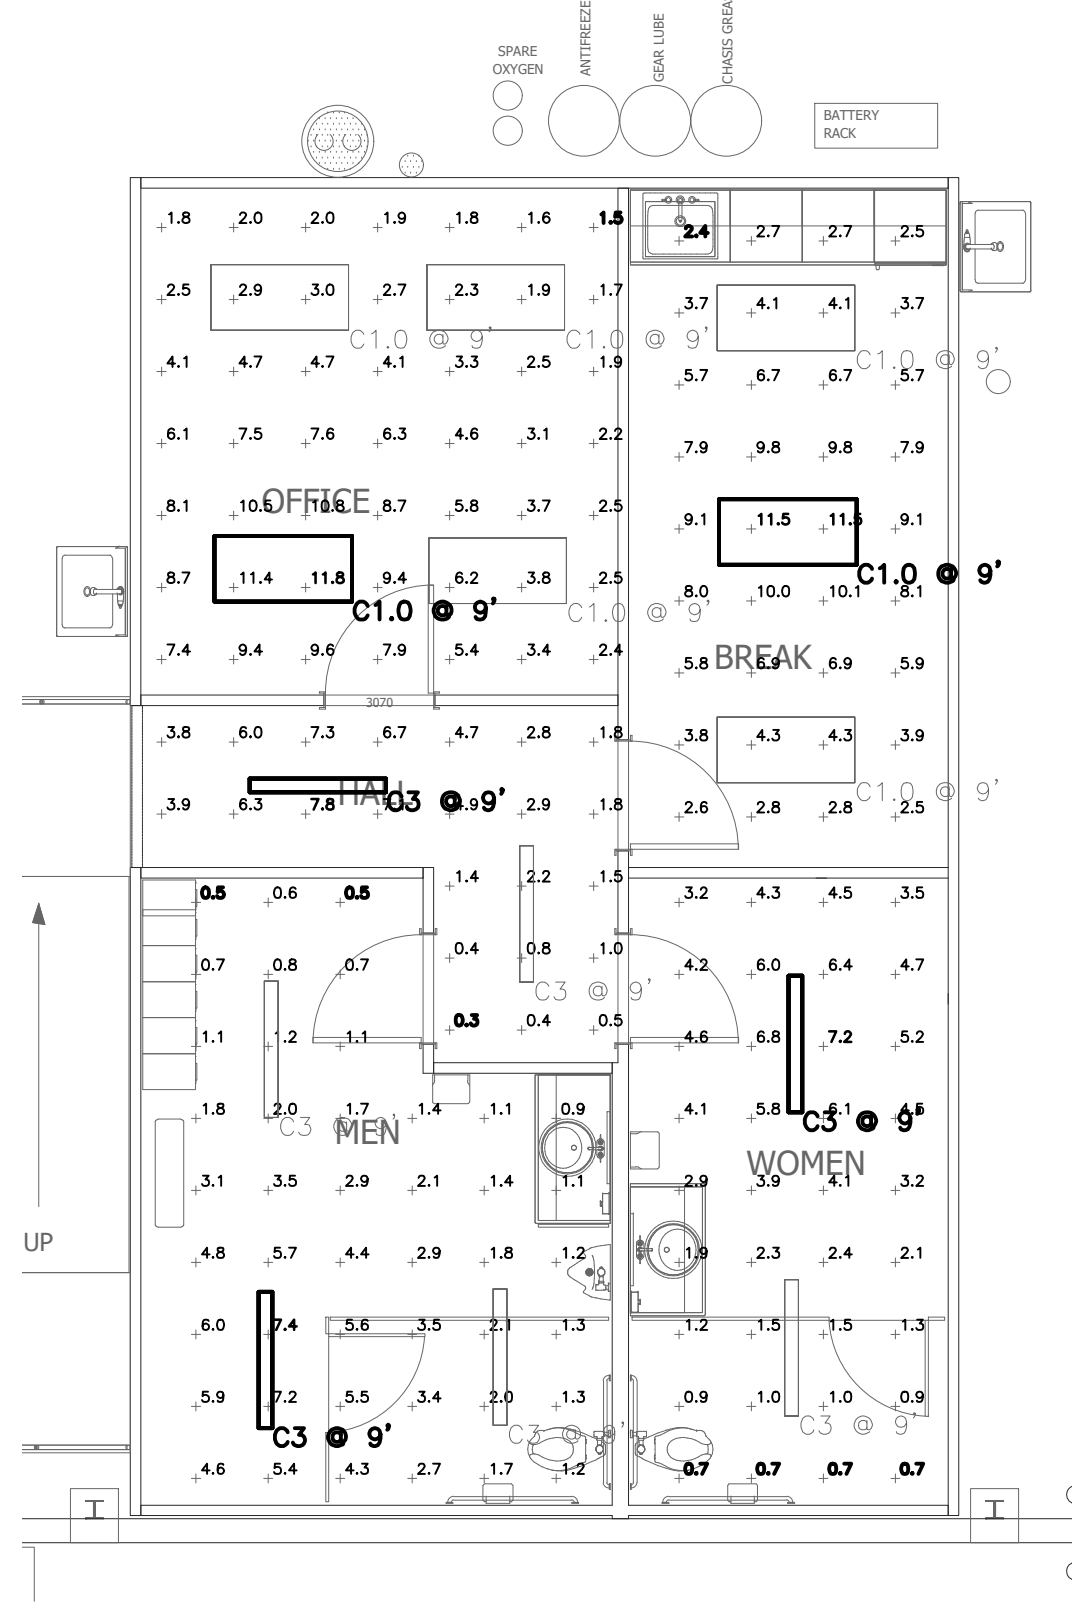 SPARE
OXYGEN
ANTIFREEZE
GEAR LUBE
BATTERY
RACK
1.8 2.0 2.0 1.9 1.8 1.6 1.5
2.4 2.7 2.7 2.5
2.5 2.9 3.0 2.7 2.3 1.9 1.7
3.7 4.1 4.1 3.7
C1.0 @ 9' C1.0 @ 9'
C1.0 @ 9'
4.1 4.7 4.7 4.1 3.3 2.5 1.9
5.7 6.7 6.7 5.7
6.1 7.5 7.6 6.3 4.6 3.1 2.2
7.9 9.8 9.8 7.9
OFFICE
8.1 10.5 10.8 8.7 5.8 3.7 2.5
9.1 11.5 11.5 9.1
C1.0 @ 9'
8.7 11.4 11.8 9.4 6.2 3.8 2.5
8.0 10.0 10.1 8.1
C1.0 @ 9' C1.0 @ 9'
7.4 9.4 9.6 7.9 5.4 3.4 2.4
BREAK
5.8 6.9 6.9 5.9
3070
3.8 6.0 7.3 6.7 4.7 2.8 1.8
3.8 4.3 4.3 3.9
C1.0 @ 9'
HALL
C3 @ 9'
3.9 6.3 7.8 4.9 2.9 1.8
2.6 2.8 2.8 2.5
1.4 2.2 1.5
0.5 0.6 0.5
3.2 4.3 4.5 3.5
0.4 0.8 1.0
0.7 0.8 0.7
4.2 6.0 6.4 4.7
C3 @ 9'
0.3 0.4 0.5
1.1 1.2 1.1
4.6 6.8 7.2 5.2
1.8 2.0 1.7 1.4 1.1 0.9
4.1 5.8 6.1 4.5
C3 @ 9'
C3 @ 9'
MEN
WOMEN
3.1 3.5 2.9 2.1 1.4 1.1
2.9 3.9 4.1 3.2
UP
4.8 5.7 4.4 2.9 1.8 1.2
1.9 2.3 2.4 2.1
6.0 7.4 5.6 3.5 2.1 1.3
1.2 1.5 1.5 1.3
5.9 7.2 5.5 3.4 2.0 1.3
0.9 1.0 1.0 0.9
C3 @ 9' C3 @ 9'
C3 @ 9'
4.6 5.4 4.3 2.7 1.7 1.2
0.7 0.7 0.7 0.7